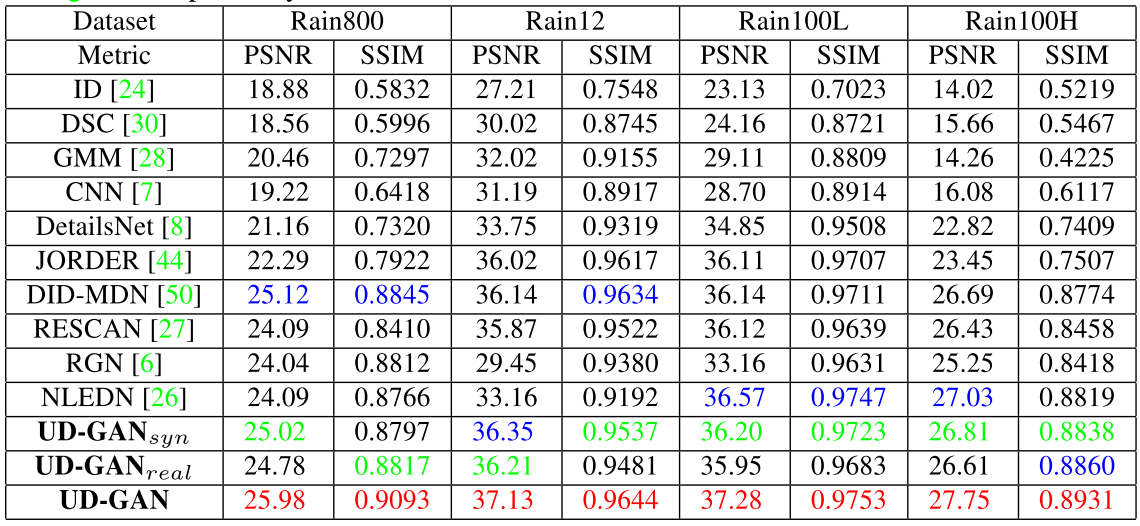 Dataset Rain800 Rain12 Rain100L Rain100H
Metric PSNR SSIM PSNR SSIM PSNR SSIM PSNR SSIM
ID [24] 18.88 0.5832 27.21 0.7548 23.13 0.7023 14.02 0.5219
DSC [30] 18.56 0.5996 30.02 0.8745 24.16 0.8721 15.66 0.5467
GMM [28] 20.46 0.7297 32.02 0.9155 29.11 0.8809 14.26 0.4225
CNN [7] 19.22 0.6418 31.19 0.8917 28.70 0.8914 16.08 0.6117
DetailsNet [8] 21.16 0.7320 33.75 0.9319 34.85 0.9508 22.82 0.7409
JORDER [44] 22.29 0.7922 36.02 0.9617 36.11 0.9707 23.45 0.7507
DID-MDN [50] 25.12 0.8845 36.14 0.9634 36.14 0.9711 26.69 0.8774
RESCAN [27] 24.09 0.8410 35.87 0.9522 36.12 0.9639 26.43 0.8458
RGN [6] 24.04 0.8812 29.45 0.9380 33.16 0.9631 25.25 0.8418
NLEDN [26] 24.09 0.8766 33.16 0.9192 36.57 0.9747 27.03 0.8819
UD-GANsyn 25.02 0.8797 36.35 0.9537 36.20 0.9723 26.81 0.8838
UD-GANreal 24.78 0.8817 36.21 0.9481 35.95 0.9683 26.61 0.8860
UD-GAN 25.98 0.9093 37.13 0.9644 37.28 0.9753 27.75 0.8931